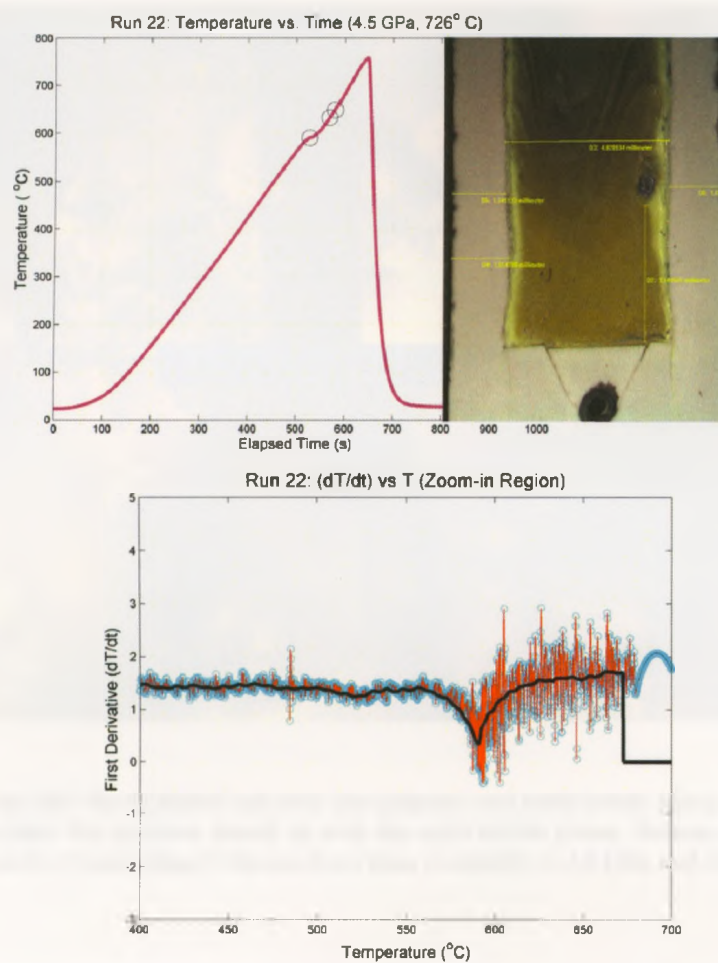 Run 22: Temperature vs. Time (4.5 GPa, 726° C)
800
700
600
500
400
300
200
100
0
Temperature (°C)
0 100 200 300 400 500 600 700 800 900 1000
Elapsed Time (s)
Run 22: (dT/dt) vs T (Zoom-in Region)
5
4
3
2
1
0
-1
-2
-3
First Derivative (dT/dt)
400 450 500 550 600 650 700
Temperature (°C)